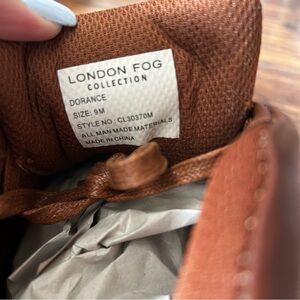 LONDON FOG
COLLECTION
DORANCE
SIZE: 9M
STYLE NO: CL30370M
ALL MAN MADE MATERIALS
MADE IN CHINA